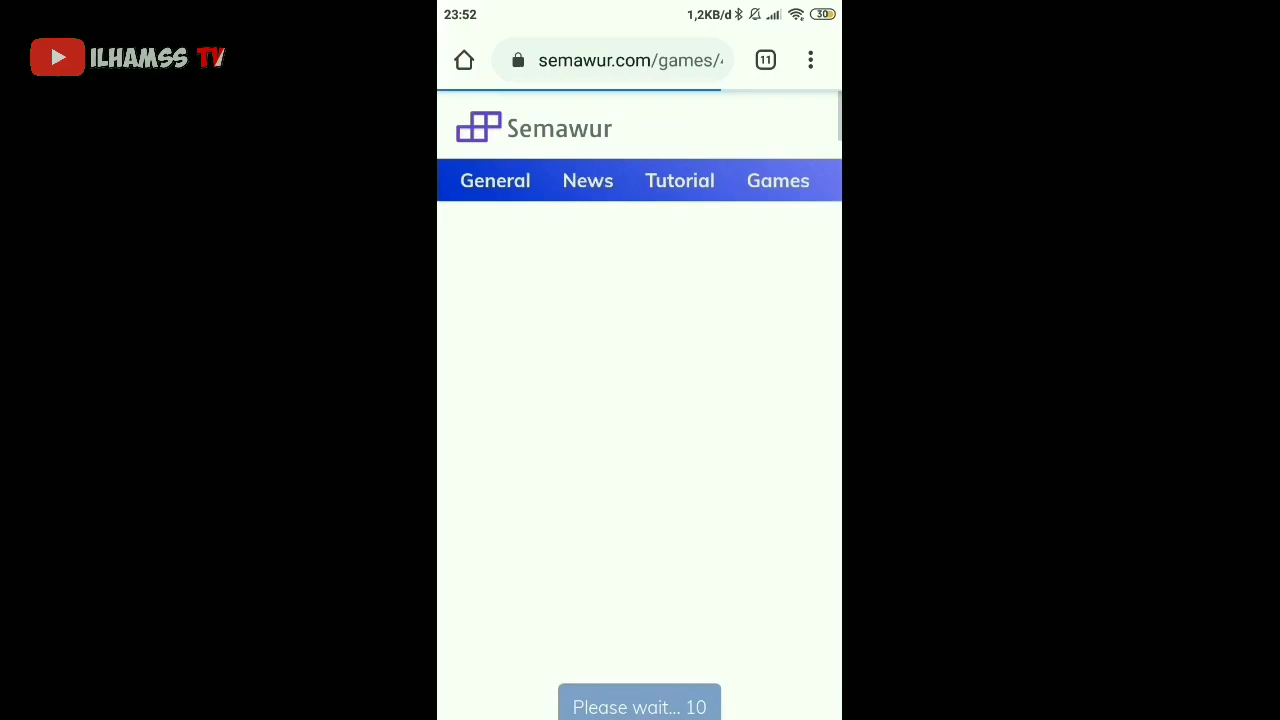 23:52
1,2KB/d
30
ILHAMSS TV
semawur.com/games/
11
Semawur
General News Tutorial Games
Please wait... 10